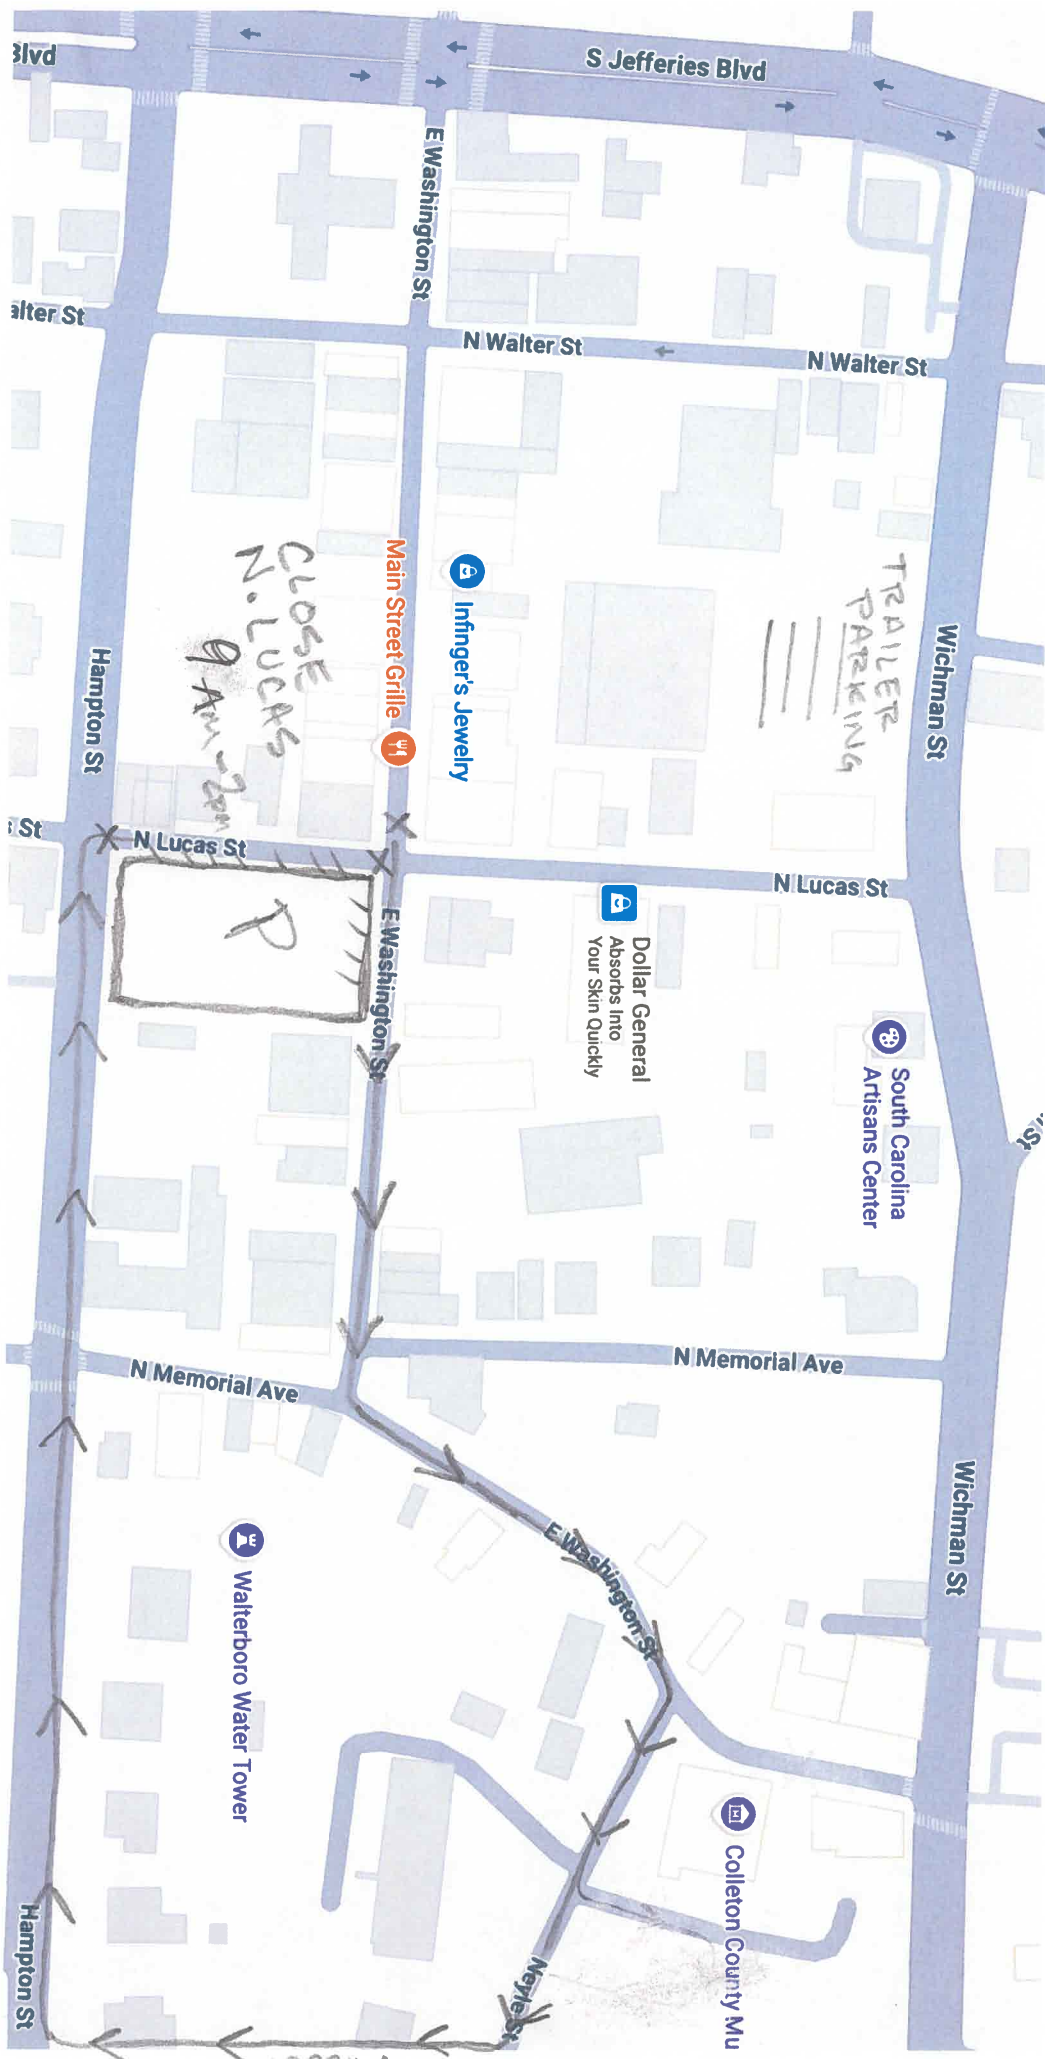 Blvd
S Jefferies Blvd
E Washington St
alter St
N Walter St
N Walter St
TRAILER
PARKING
CLOSE
N. LUCAS
9 AM - 2PM
Main Street Grille
Infinger's Jewelry
Wichman St
Hampton St
s St
N Lucas St
N Lucas St
P
E Washington St
Dollar General
Absorbs Into
Your Skin Quickly
South Carolina
Artisans Center
St
N Memorial Ave
N Memorial Ave
Wichman St
E Washington St
Walterboro Water Tower
Colleton County Mu
Neyle St
Hampton St